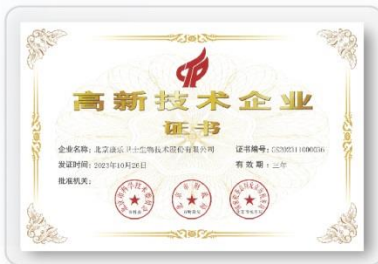 高新技术企业
证书
企业名称：北京康乐卫士生物技术股份有限公司 证书编号：GS202311000036
发证时间：2023年10月26日 有效期：三年
批准机关：